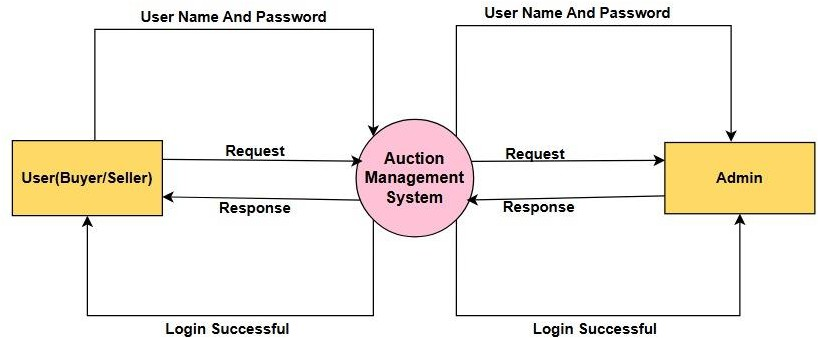 User Name And Password
User Name And Password
Request
Request
User(Buyer/Seller)
Auction
Management
System
Admin
Response
Response
Login Successful
Login Successful